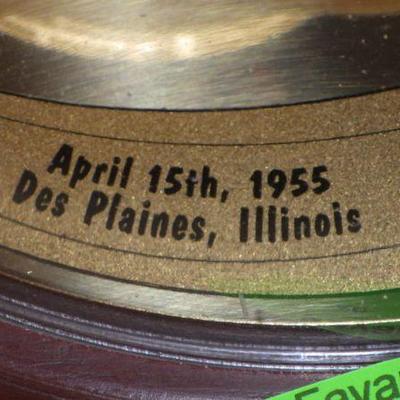 April 15th, 1955
Des Plaines, Illinois